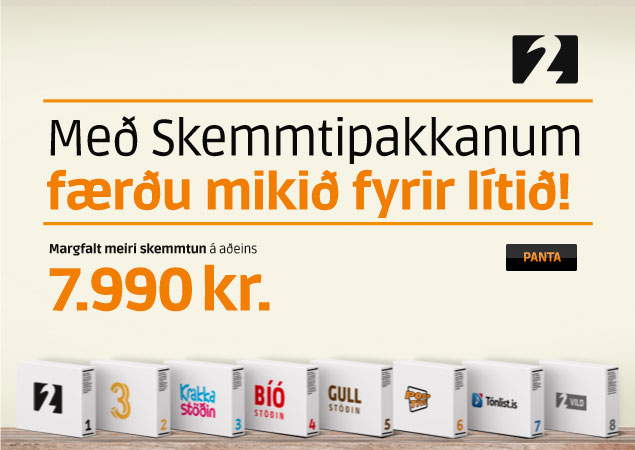 2
Með Skemmtipakkanum
færðu mikið fyrir lítið!
Margfalt meiri skemmtun á aðeins
7.990 kr.
PANTA
2
1
3
2
Krakka
stöðin
3
BÍÓ
STÖÐIN
4
GULL
STÖÐIN
5
6
Tónlist.is
7
2 VILD
8